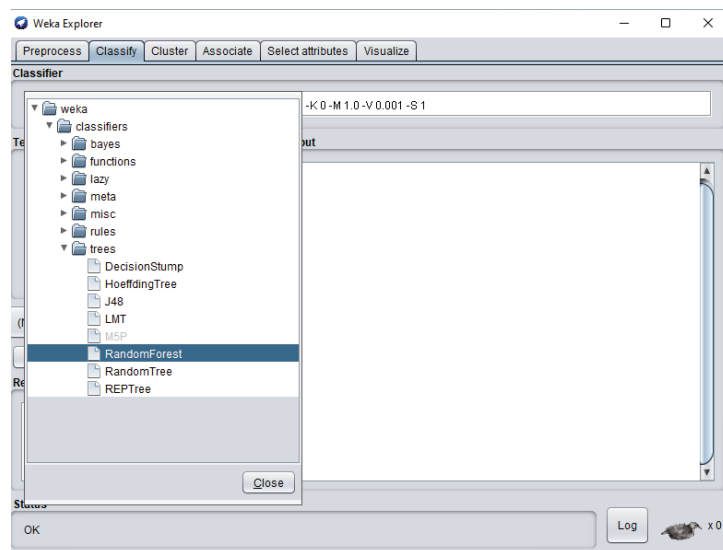 Weka Explorer
Preprocess Classify Cluster Associate Select attributes Visualize
Classifier
-K 0 -M 1.0 -V 0.001 -S 1
weka
classifiers
bayes
functions
lazy
meta
misc
rules
trees
DecisionStump
HoeffdingTree
J48
LMT
M5P
RandomForest
RandomTree
REPTree
Close
Status
OK
Log
x 0